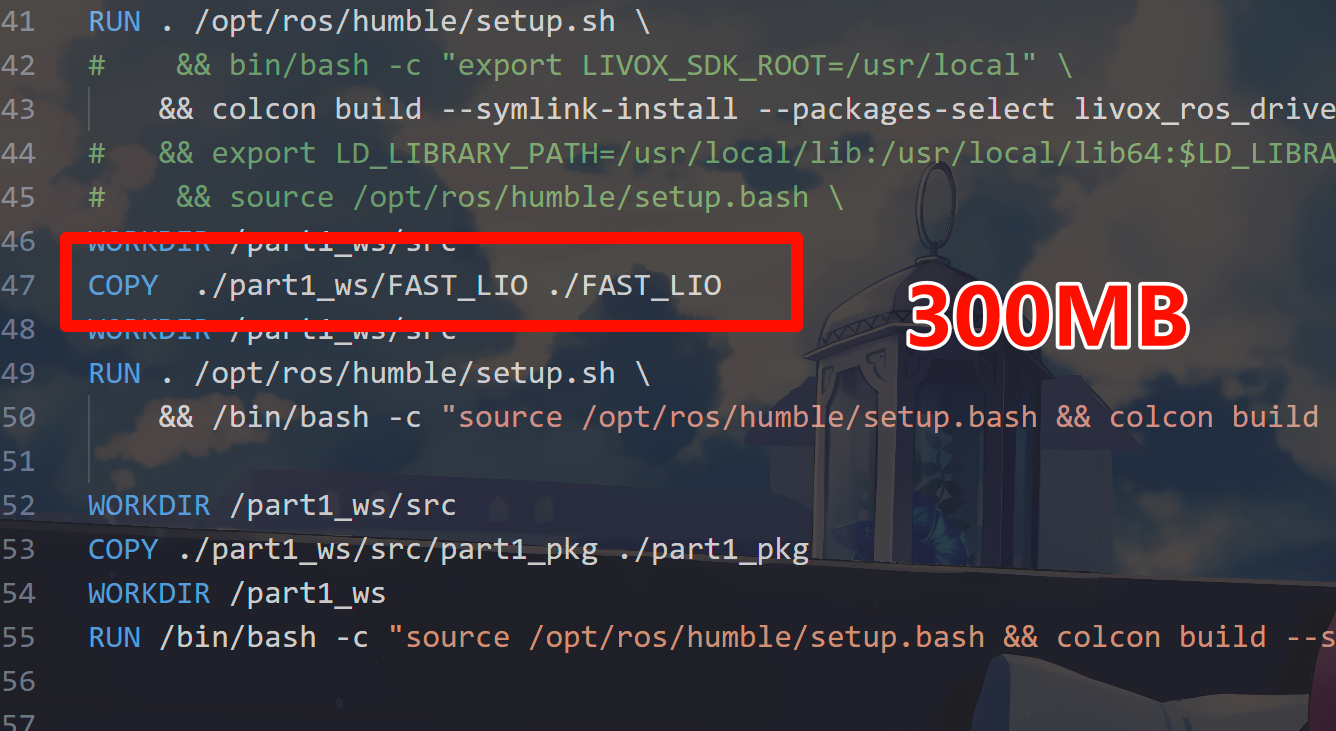 41 RUN . /opt/ros/humble/setup.sh \
42 #    && bin/bash -c "export LIVOX_SDK_ROOT=/usr/local" \
43     && colcon build --symlink-install --packages-select livox_ros_drive
44 #   && export LD_LIBRARY_PATH=/usr/local/lib:/usr/local/lib64:$LD_LIBRA
45 #    && source /opt/ros/humble/setup.bash \
46 WORKDIR /part1_ws/src
47 COPY  ./part1_ws/FAST_LIO ./FAST_LIO
300MB
48 WORKDIR /part1_ws/src
49 RUN . /opt/ros/humble/setup.sh \
50     && /bin/bash -c "source /opt/ros/humble/setup.bash && colcon build
51
52 WORKDIR /part1_ws/src
53 COPY ./part1_ws/src/part1_pkg ./part1_pkg
54 WORKDIR /part1_ws
55 RUN /bin/bash -c "source /opt/ros/humble/setup.bash && colcon build --s
56
57